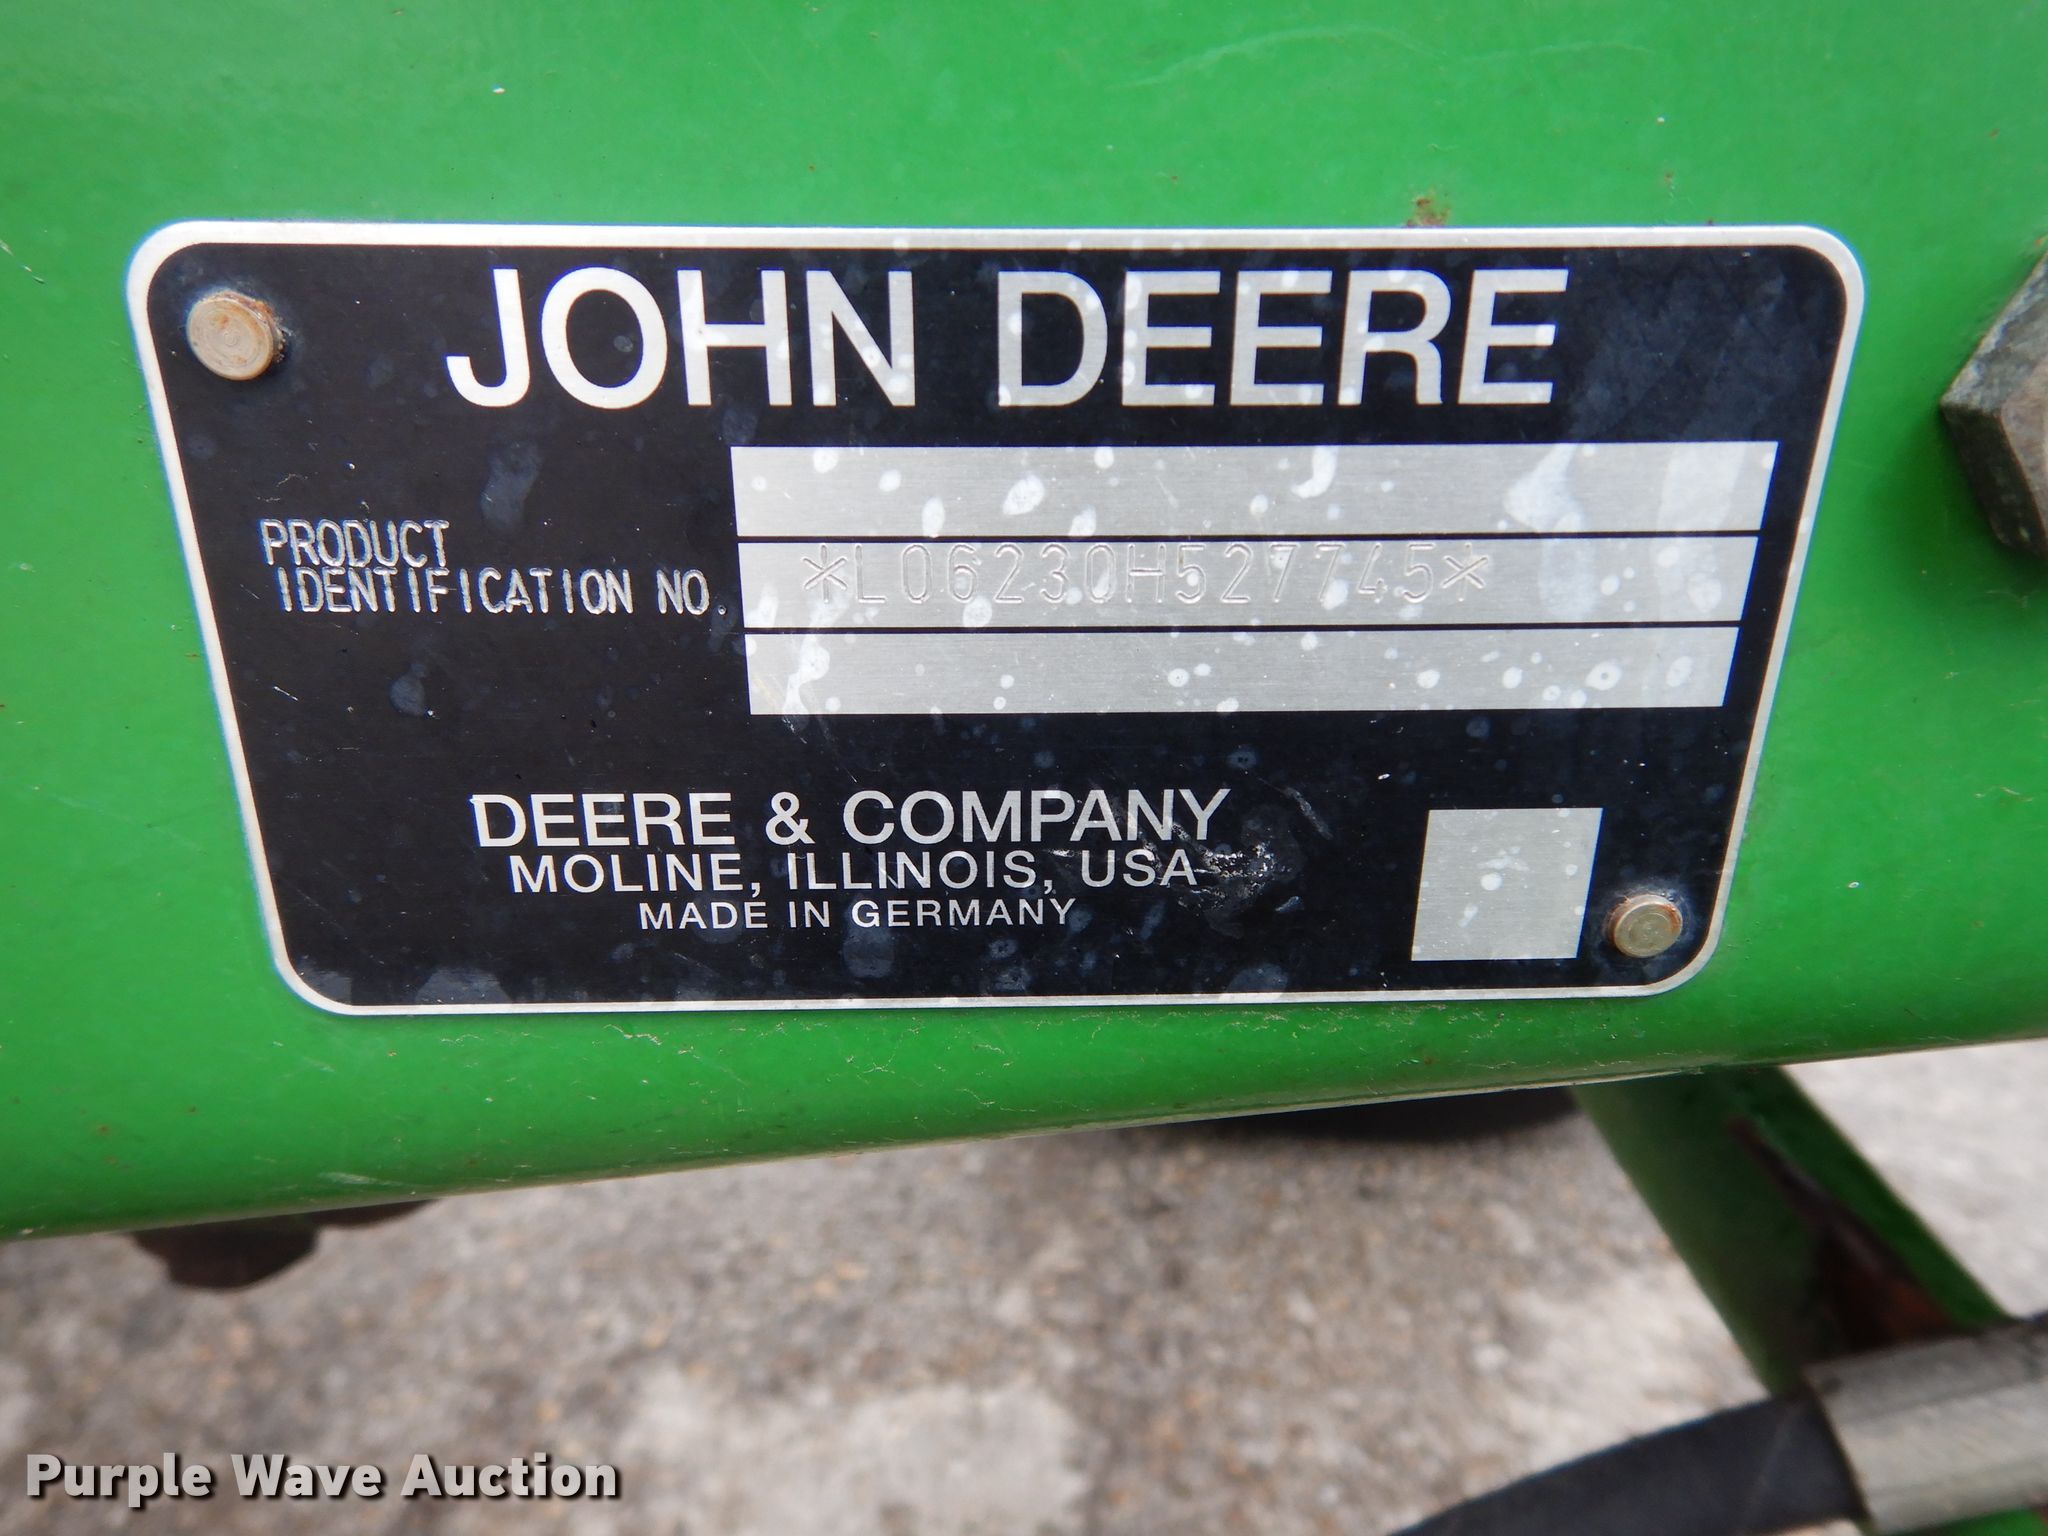 JOHN DEERE
PRODUCT
IDENTIFICATION NO.
*L06230H527745*
DEERE & COMPANY
MOLINE, ILLINOIS, USA
MADE IN GERMANY
Purple Wave Auction